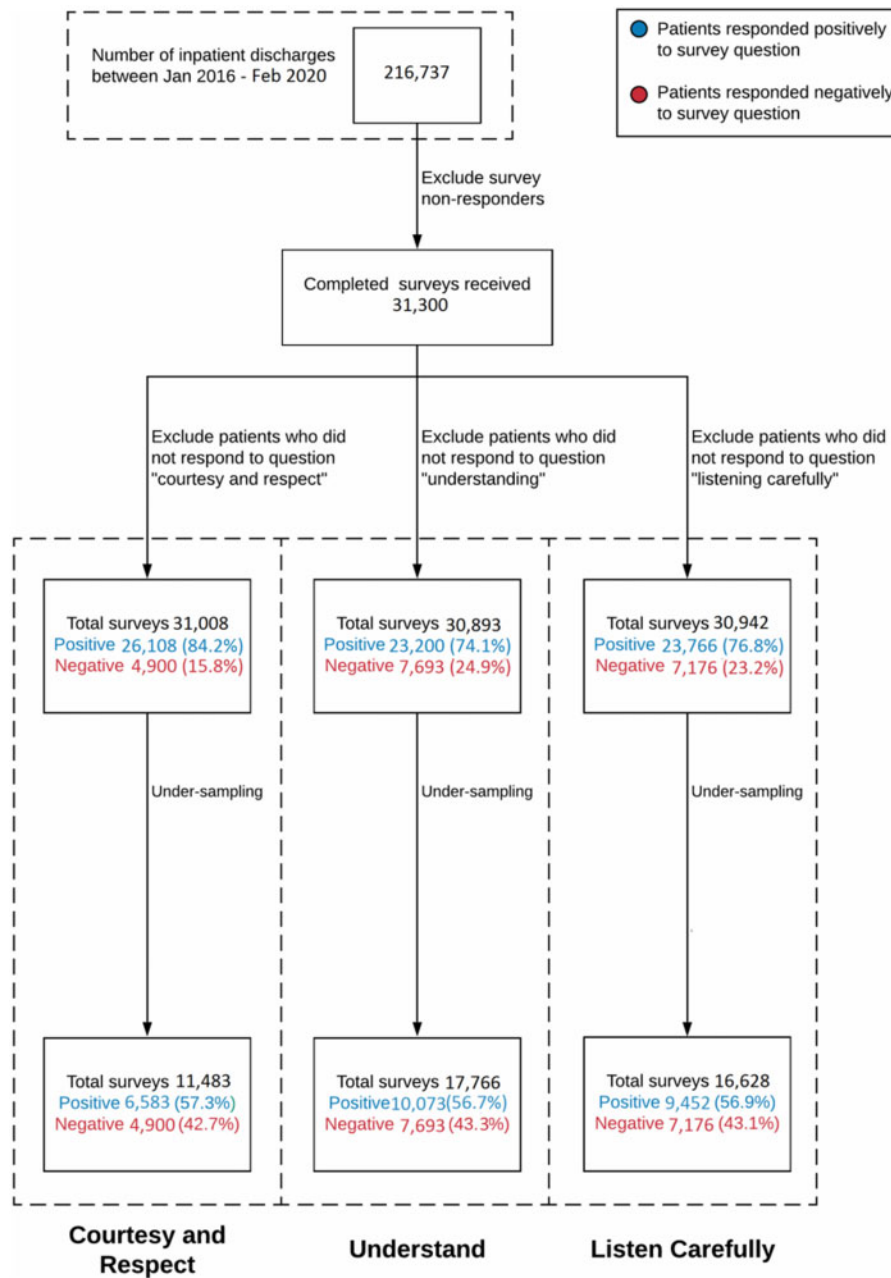 Number of inpatient discharges
between Jan 2016 - Feb 2020
216,737
Patients responded positively
to survey question
Patients responded negatively
to survey question
Exclude survey
non-responders
Completed surveys received
31,300
Exclude patients who did
not respond to question
"courtesy and respect"
Exclude patients who did
not respond to question
"understanding"
Exclude patients who did
not respond to question
"listening carefully"
Total surveys 31,008
Positive 26,108 (84.2%)
Negative 4,900 (15.8%)
Total surveys 30,893
Positive 23,200 (74.1%)
Negative 7,693 (24.9%)
Total surveys 30,942
Positive 23,766 (76.8%)
Negative 7,176 (23.2%)
Under-sampling
Under-sampling
Under-sampling
Total surveys 11,483
Positive 6,583 (57.3%)
Negative 4,900 (42.7%)
Total surveys 17,766
Positive 10,073(56.7%)
Negative 7,693 (43.3%)
Total surveys 16,628
Positive 9,452 (56.9%)
Negative 7,176 (43.1%)
Courtesy and
Respect
Understand
Listen Carefully